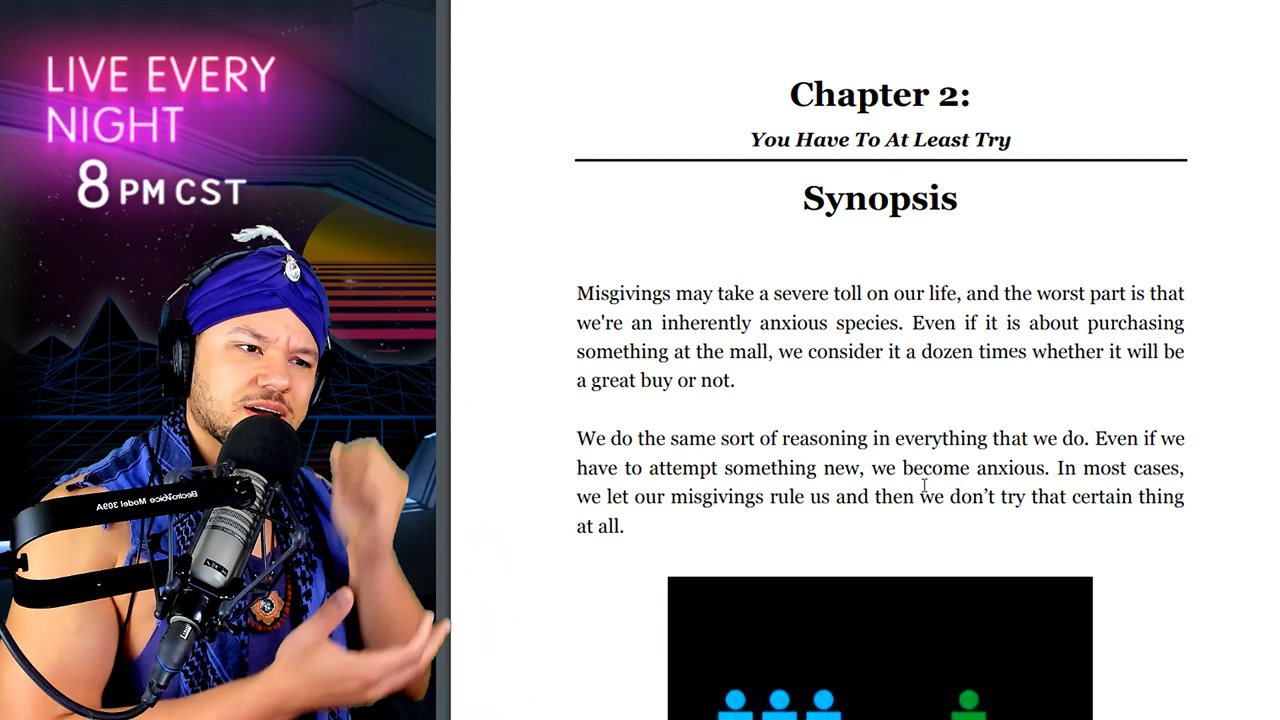 LIVE EVERY
NIGHT
8 PM CST
ElectroVoice Model 309A
Chapter 2:
You Have To At Least Try
Synopsis
Misgivings may take a severe toll on our life, and the worst part is that
we're an inherently anxious species. Even if it is about purchasing
something at the mall, we consider it a dozen times whether it will be
a great buy or not.
We do the same sort of reasoning in everything that we do. Even if we
have to attempt something new, we become anxious. In most cases,
we let our misgivings rule us and then we don’t try that certain thing
at all.